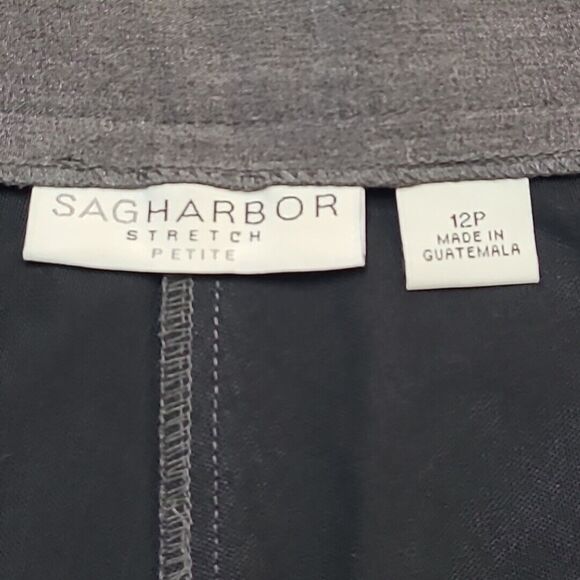 SAGHARBOR
STRETCH
PETITE
12P
MADE IN
GUATEMALA